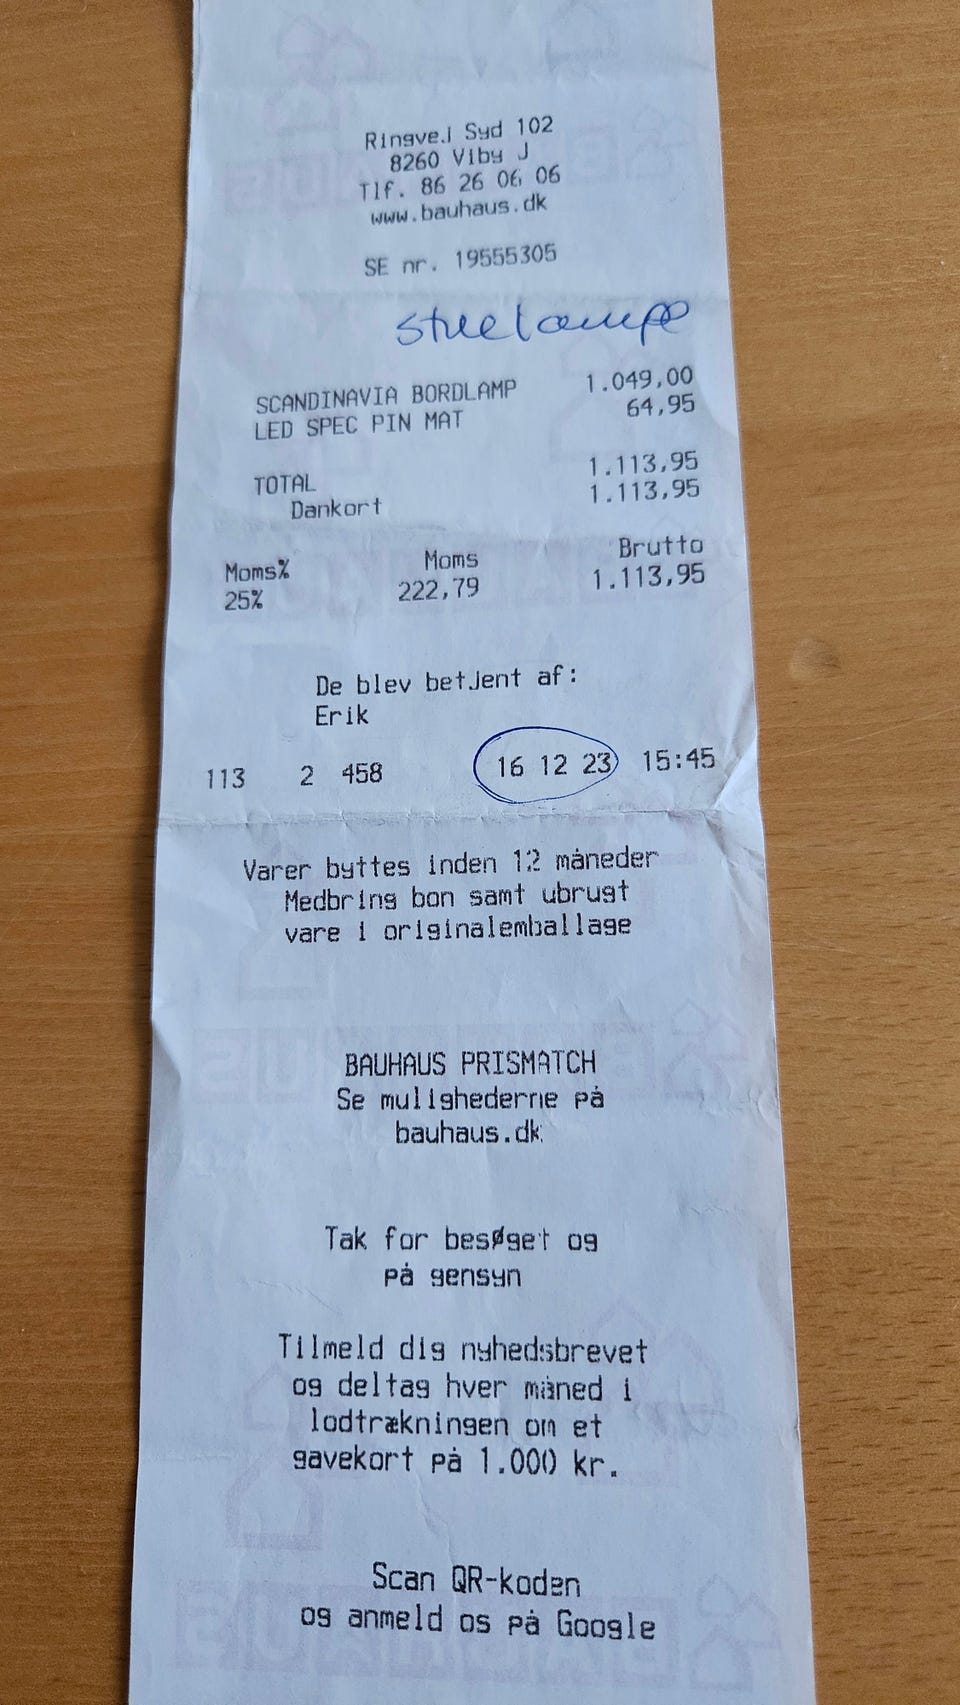 Ringvej Syd 102
8260 Viby J
Tlf. 86 26 06 06
www.bauhaus.dk
SE nr. 19555305
stuelampe
SCANDINAVIA BORDLAMP 1.049,00
LED SPEC PIN MAT 64,95
TOTAL 1.113,95
Dankort 1.113,95
Moms% Moms Brutto
25% 222,79 1.113,95
De blev betjent af:
Erik
113 2 458 16 12 23 15:45
Varer byttes inden 12 måneder
Medbring bon samt ubrugt
vare i originalemballage
BAUHAUS PRISMATCH
Se mulighederne på
bauhaus.dk
Tak for besøget og
på gensyn
Tilmeld dig nyhedsbrevet
og deltag hver måned i
lodtrækningen om et
gavekort på 1.000 kr.
Scan QR-koden
og anmeld os på Google